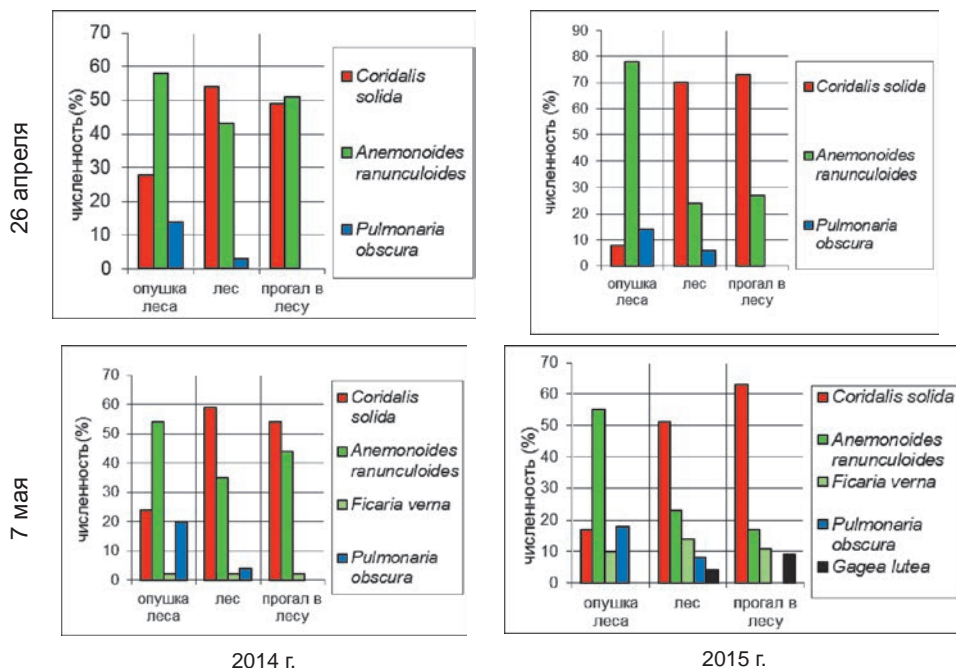 26 апреля
численность (%)
70
60
50
40
30
20
10
0
опушка
леса
лес
прогал в
лесу
Coridalis
solida
Anemonoides
ranunculoides
Pulmonaria
obscura
численность (%)
90
80
70
60
50
40
30
20
10
0
опушка
леса
лес
прогал в
лесу
Coridalis solida
Anemonoides
ranunculoides
Pulmonaria
obscura
7 мая
численность (%)
70
60
50
40
30
20
10
0
опушка
леса
лес
прогал в
лесу
Coridalis
solida
Anemonoides
ranunculoides
Ficaria verna
Pulmonaria
obscura
численность (%)
70
60
50
40
30
20
10
0
опушка
леса
лес
прогал в
лесу
Coridalis solida
Anemonoides
ranunculoides
Ficaria verna
Pulmonaria
obscura
Gagea lutea
2014 г.
2015 г.